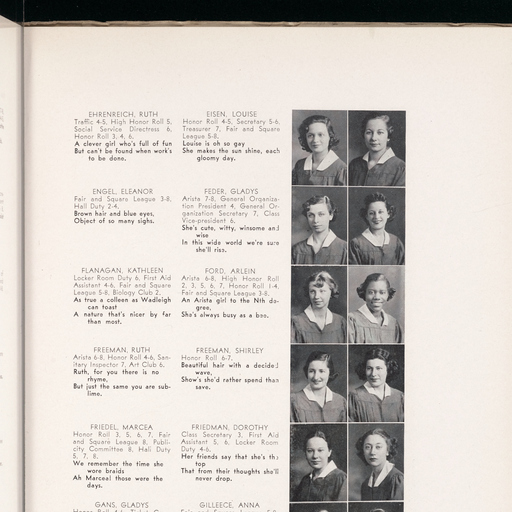 EHRENREICH, RUTH
Traffic 4-5, High Honor Roll 5,
Social Service Directress 6,
Honor Roll 3, 4, 6.
A clever girl who's full of fun
But can't be found when work's
to be done.
EISEN, LOUISE
Honor Roll 4-5, Secretary 5-6,
Treasurer 7, Fair and Square
League 5-8.
Louise is oh so gay
She makes the sun shine, each
gloomy day.
ENGEL, ELEANOR
Fair and Square League 3-8,
Hall Duty 2-4.
Brown hair and blue eyes,
Object of so many sighs.
FEDER, GLADYS
Arista 7-8, General Organiza-
tion President 4, General Or-
ganization Secretary 7, Class
Vice-president 6.
She's cute, witty, winsome and
wise
In this wide world we're sure
she'll rise.
FLANAGAN, KATHLEEN
Locker Room Duty 6, First Aid
Assistant 4-6, Fair and Square
League 5-8, Biology Club 2.
As true a colleen as Wadleigh
can toast
A nature that's nicer by far
than most.
FORD, ARLEIN
Arista 6-8, High Honor Roll
2, 3, 5, 6, 7, Honor Roll 1-4,
Fair and Square League 3-8.
An Arista girl to the Nth de-
gree,
She's always busy as a bee.
FREEMAN, RUTH
Arista 6-8, Honor Roll 4-6, San-
itary Inspector 7, Art Club 6.
Ruth, for you there is no
rhyme,
But just the same you are sub-
lime.
FREEMAN, SHIRLEY
Honor Roll 6-7.
Beautiful hair with a decided
wave,
Show's she'd rather spend than
save.
FRIEDEL, MARCEA
Honor Roll 3, 5, 6, 7, Fair
and Square League 8, Publi-
city Committee 8, Hall Duty
5, 7, 8.
We remember the time she
wore braids
Ah Marceal those were the
days.
FRIEDMAN, DOROTHY
Class Secretary 3, First Aid
Assistant 5, 6, Locker Room
Duty 4-6.
Her friends say that she's the
top
That from their thoughts she'll
never drop.
GANS, GLADYS
GILLEECE, ANNA